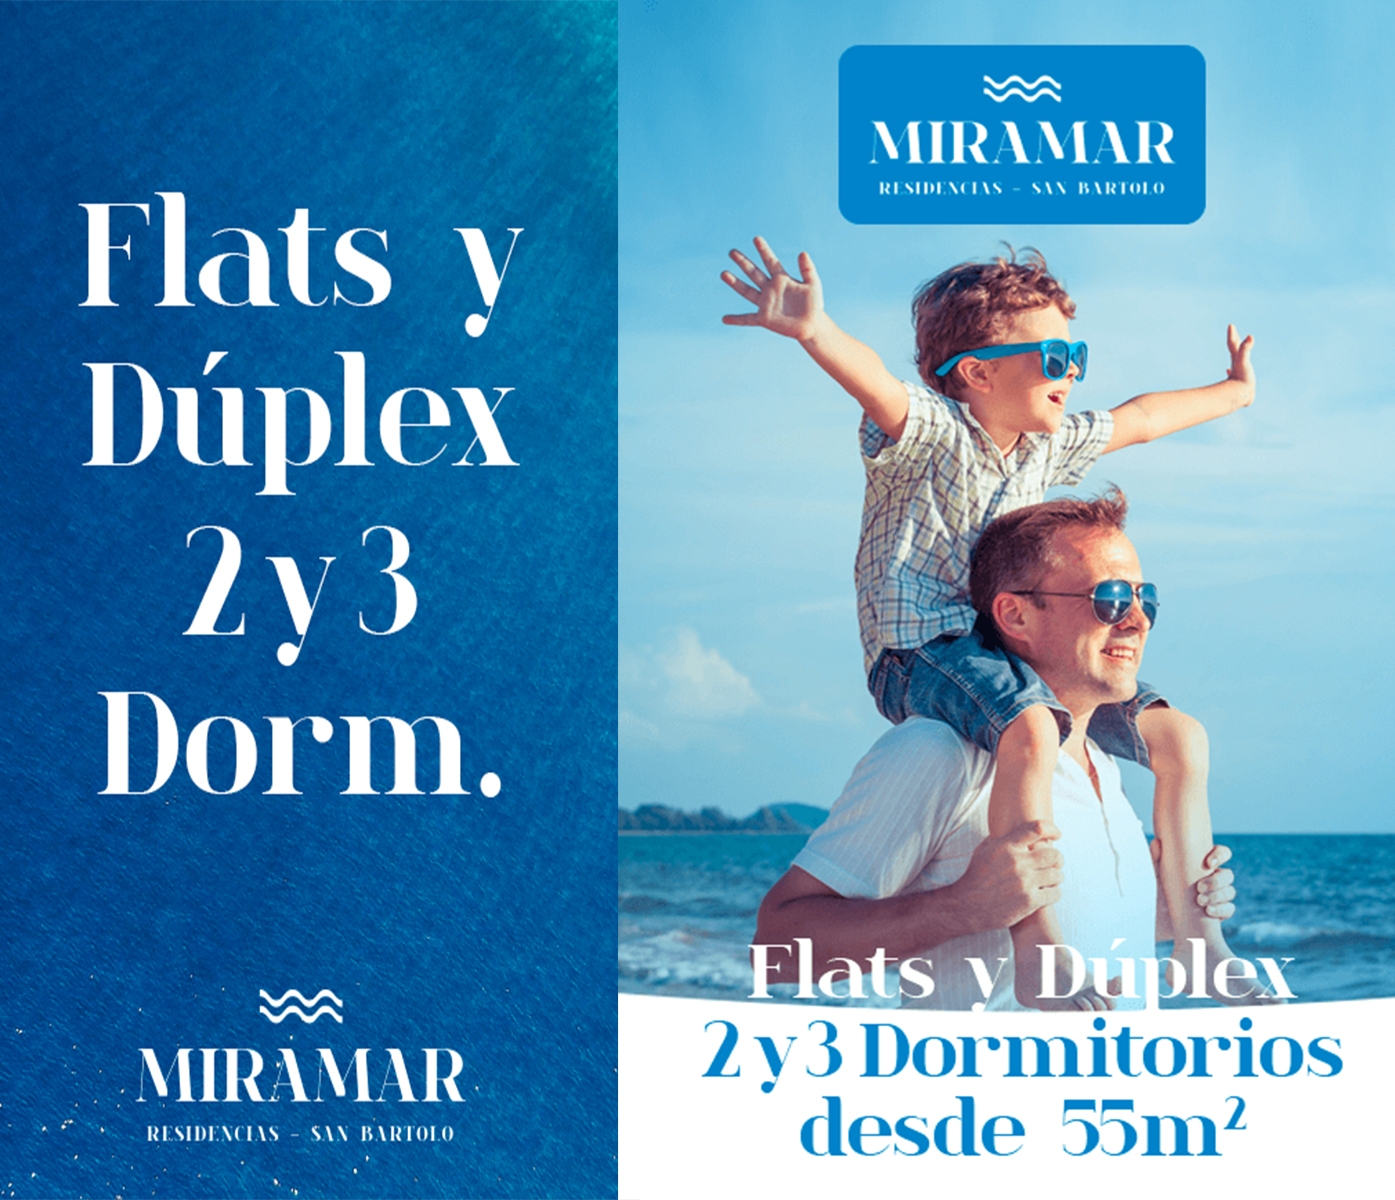 Flats y
Dúplex
2 y 3
Dorm.
MIRAMAR
RESIDENCIAS - SAN BARTOLO
MIRAMAR
RESIDENCIAS - SAN BARTOLO
Flats y Dúplex
2 y 3 Dormitorios
desde 55m²